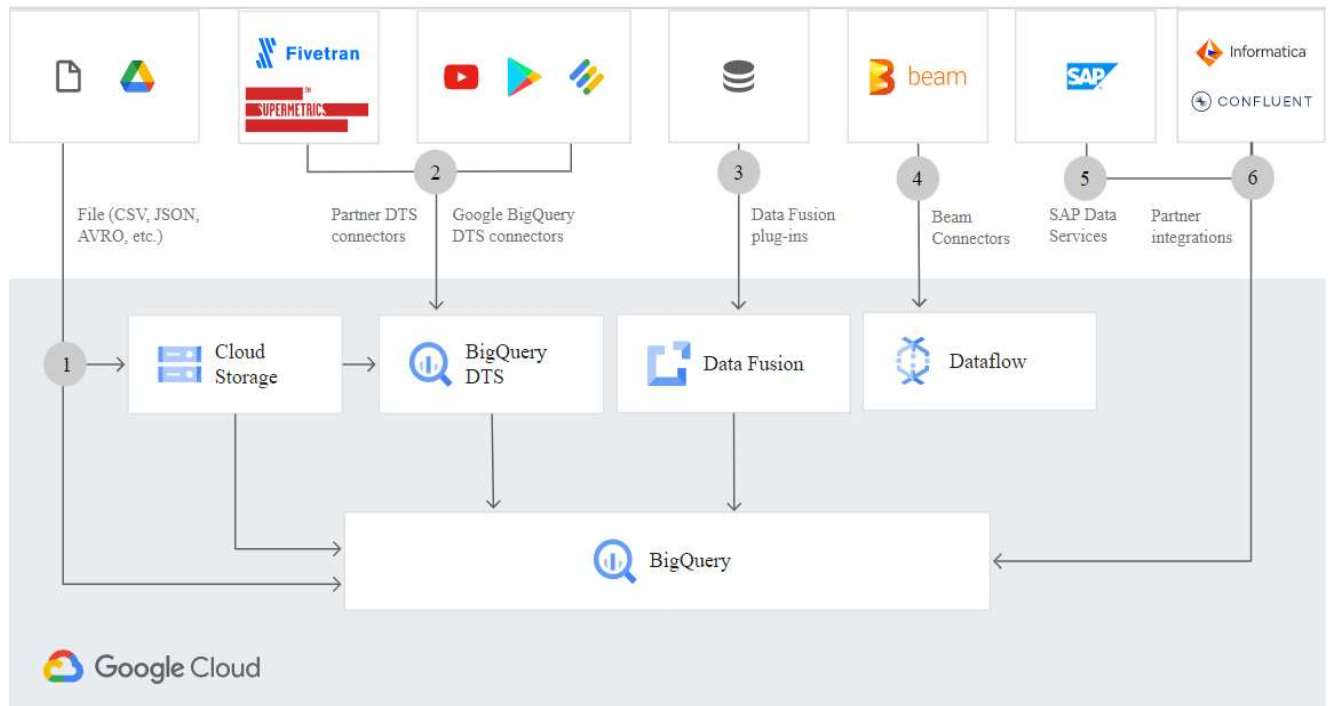 Fivetran
SUPERMETRICS™
beam
SAP
Informatica
CONFLUENT
2
3
4
5
6
File (CSV, JSON,
AVRO, etc.)
Partner DTS
connectors
Google BigQuery
DTS connectors
Data Fusion
plug-ins
Beam
Connectors
SAP Data
Services
Partner
integrations
1
Cloud
Storage
BigQuery
DTS
Data Fusion
Dataflow
BigQuery
Google Cloud